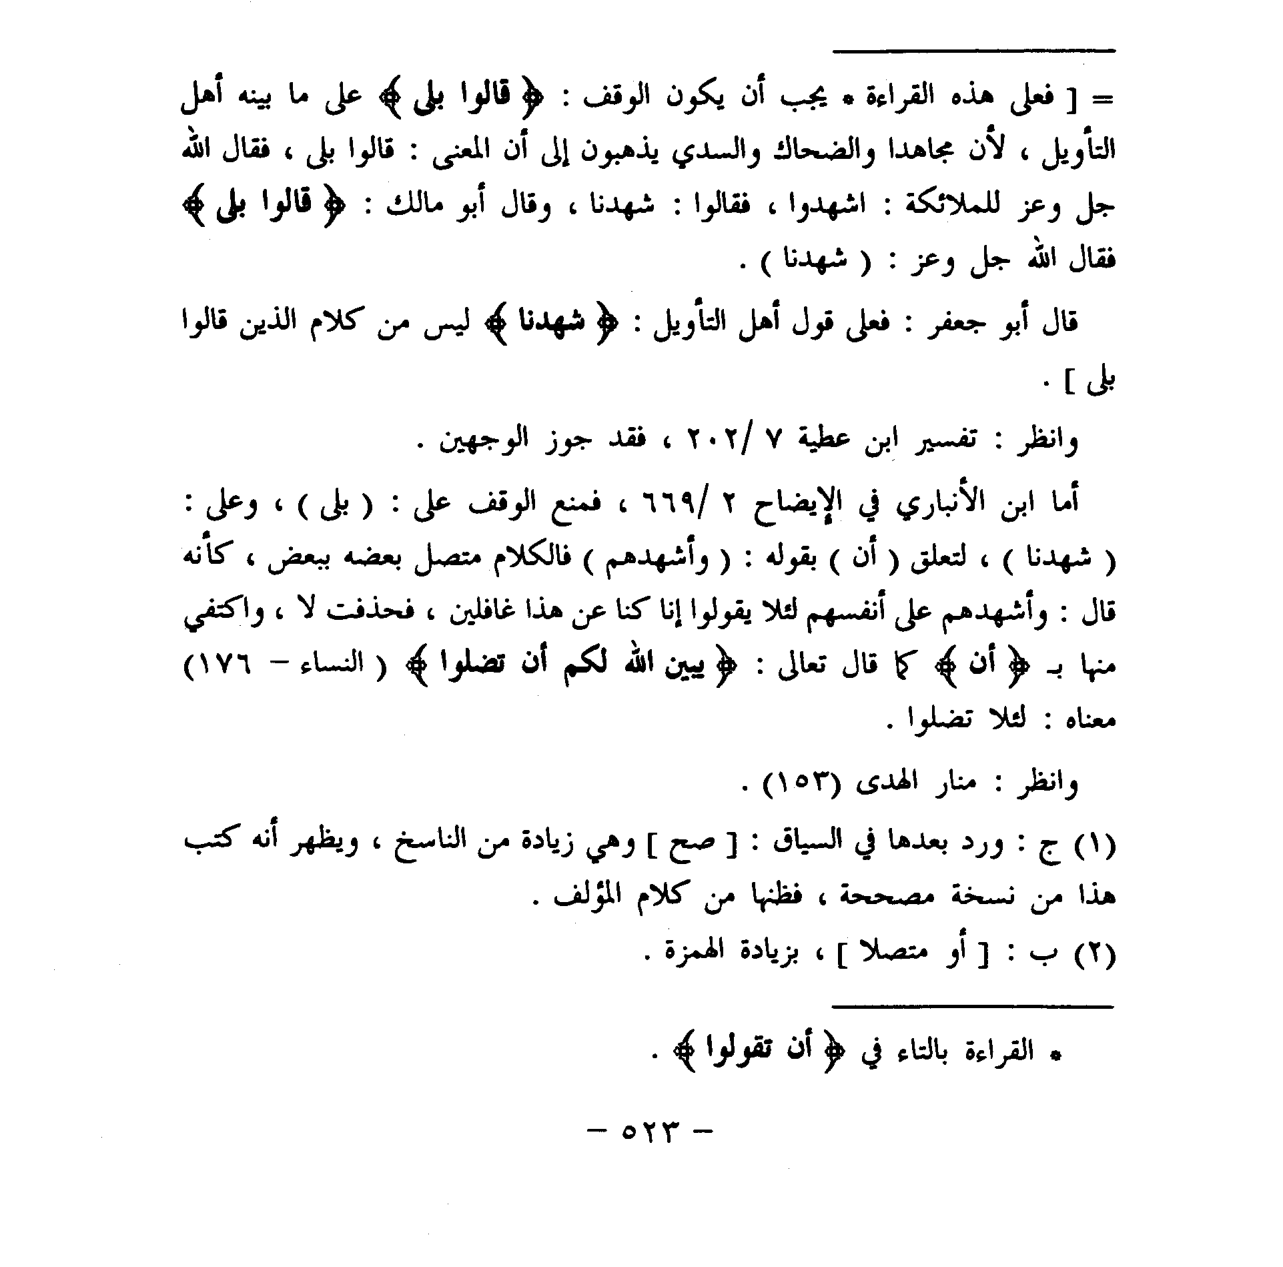 = [ فعلى هذه القراءة * يجب أن يكون الوقف : ﴿ قالوا بلى ﴾ على ما بينه أهل
التأويل ، لأن مجاهدا والضحاك والسدي يذهبون إلى أن المعنى : قالوا بلى ، فقال الله
جل وعز للملائكة : اشهدوا ، فقالوا : شهدنا ، وقال أبو مالك : ﴿ قالوا بلى ﴾
فقال الله جل وعز : ( شهدنا ) .
قال أبو جعفر : فعلى قول أهل التأويل : ﴿ شهدنا ﴾ ليس من كلام الذين قالوا
بلى ] .
وانظر : تفسير ابن عطية ٧ /٢٠٢ ، فقد جوز الوجهين .
أما ابن الأنباري في الإيضاح ٢ /٦٦٩ ، فمنع الوقف على : ( بلى ) ، وعلى :
( شهدنا ) ، لتعلق ( أن ) بقوله : ( وأشهدهم ) فالكلام متصل بعضه ببعض ، كأنه
قال : وأشهدهم على أنفسهم لئلا يقولوا إنا كنا عن هذا غافلين ، فحذفت لا ، واكتفي
منها بـ ﴿ أن ﴾ كما قال تعالى : ﴿ يبين الله لكم أن تضلوا ﴾ ( النساء – ١٧٦)
معناه : لئلا تضلوا .
وانظر : منار الهدى (١٥٣) .
(١) ج : ورد بعدها في السياق : [ صح ] وهي زيادة من الناسخ ، ويظهر أنه كتب
هذا من نسخة مصححة ، فظنها من كلام المؤلف .
(٢) ب : [ أو متصلا ] ، بزيادة الهمزة .
* القراءة بالتاء في ﴿ أن تقولوا ﴾ .
– ٥٢٣ –